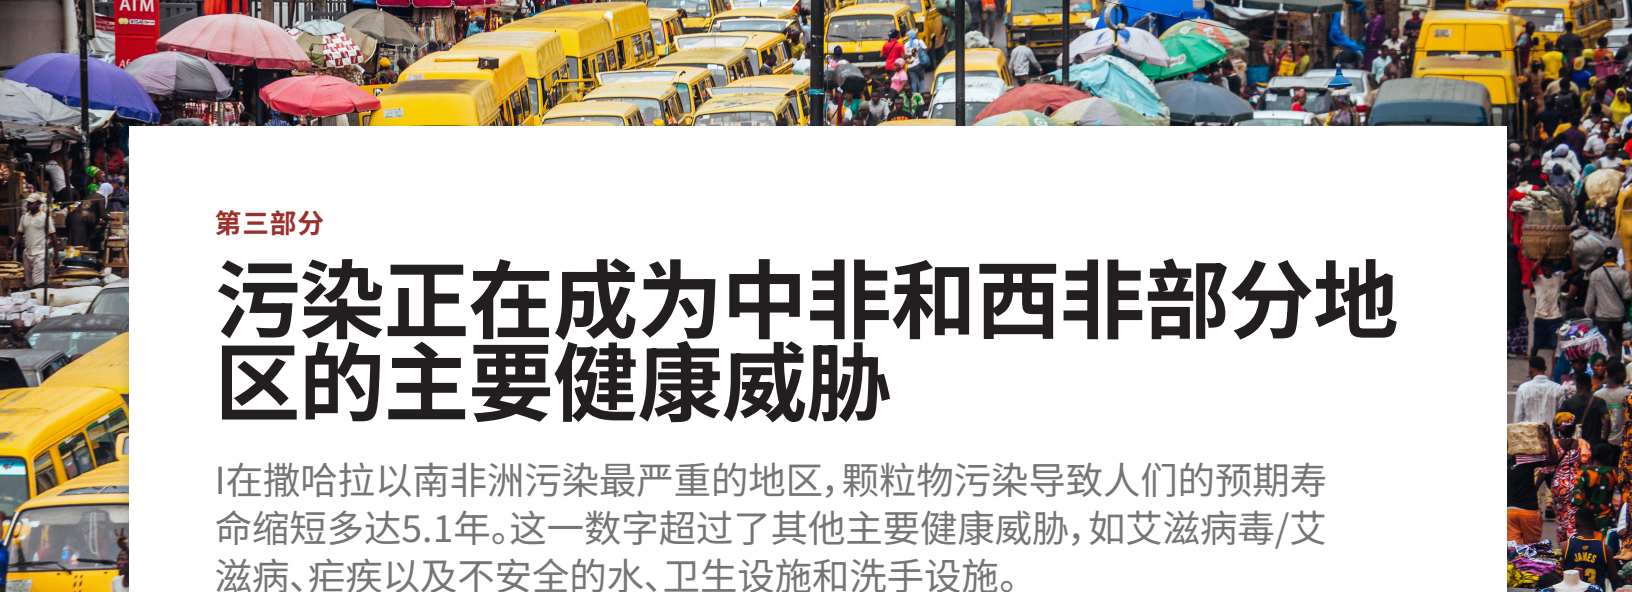 ATM
第三部分
污染正在成为中非和西非部分地
区的主要健康威胁
I在撒哈拉以南非洲污染最严重的地区，颗粒物污染导致人们的预期寿
命缩短多达5.1年。这一数字超过了其他主要健康威胁，如艾滋病毒/艾
滋病、疟疾以及不安全的水、卫生设施和洗手设施。
JAMES